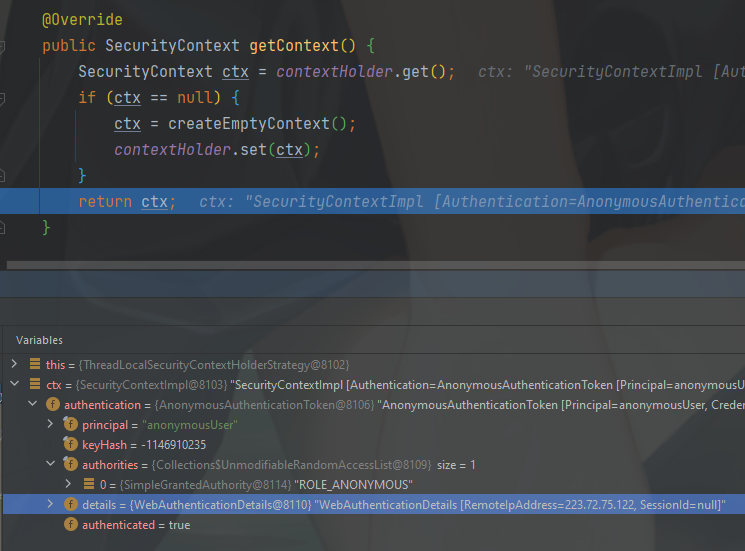 @Override
public SecurityContext getContext() {
SecurityContext ctx = contextHolder.get();   ctx: "SecurityContextImpl [Aut
if (ctx == null) {
ctx = createEmptyContext();
contextHolder.set(ctx);
}
return ctx;   ctx: "SecurityContextImpl [Authentication=AnonymousAuthentica
}
Variables
this = {ThreadLocalSecurityContextHolderStrategy@8102}
ctx = {SecurityContextImpl@8103} "SecurityContextImpl [Authentication=AnonymousAuthenticationToken [Principal=anonymousU
authentication = {AnonymousAuthenticationToken@8106} "AnonymousAuthenticationToken [Principal=anonymousUser, Creder
principal = "anonymousUser"
keyHash = -1146910235
authorities = {Collections$UnmodifiableRandomAccessList@8109} size = 1
0 = {SimpleGrantedAuthority@8114} "ROLE_ANONYMOUS"
details = {WebAuthenticationDetails@8110} "WebAuthenticationDetails [RemoteIpAddress=223.72.75.122, SessionId=null]"
authenticated = true